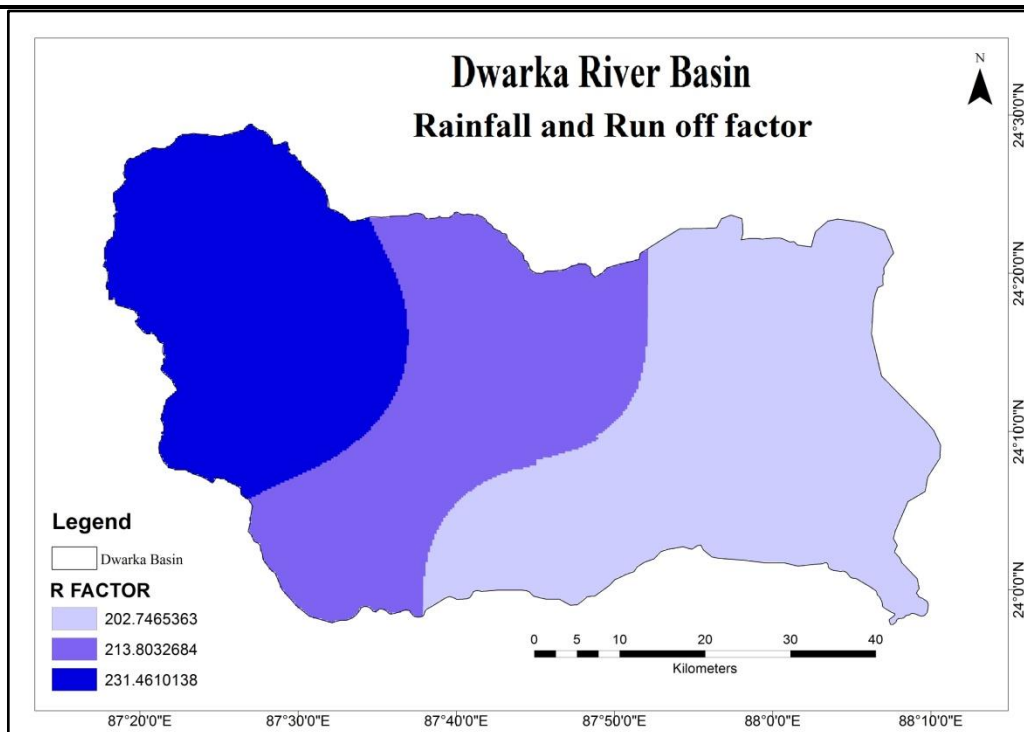 Dwarka River Basin
Rainfall and Run off factor
N
24°30'0"N
24°20'0"N
24°10'0"N
24°0'0"N
Legend
Dwarka Basin
R FACTOR
202.7465363
213.8032684
231.4610138
0 5 10 20 30 40
Kilometers
87°20'0"E 87°30'0"E 87°40'0"E 87°50'0"E 88°0'0"E 88°10'0"E